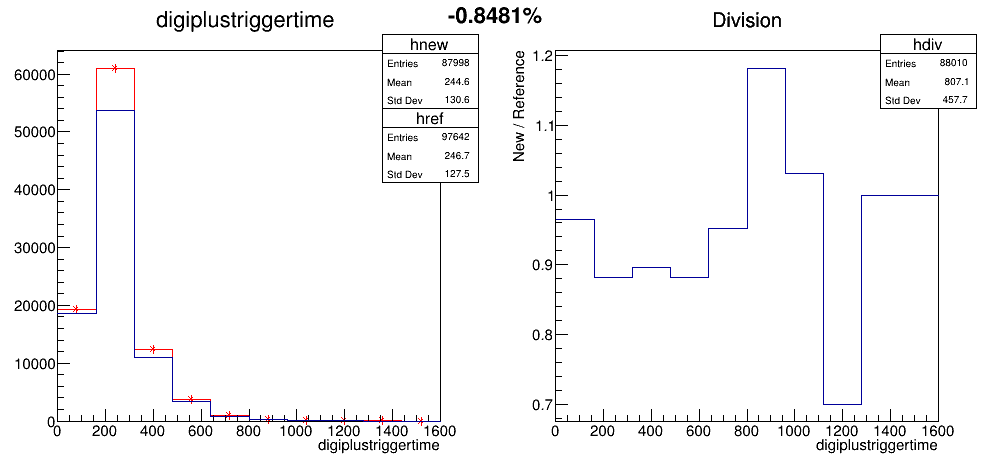 digiplustriggertime
-0.8481%
Division
hnew
Entries 87998
Mean 244.6
Std Dev 130.6
href
Entries 97642
Mean 246.7
Std Dev 127.5
60000
50000
40000
30000
20000
10000
0
0 200 400 600 800 1000 1200 1400 1600
digiplustriggertime
hdiv
Entries 88010
Mean 807.1
Std Dev 457.7
New / Reference
1.2
1.1
1
0.9
0.8
0.7
0 200 400 600 800 1000 1200 1400 1600
digiplustriggertime